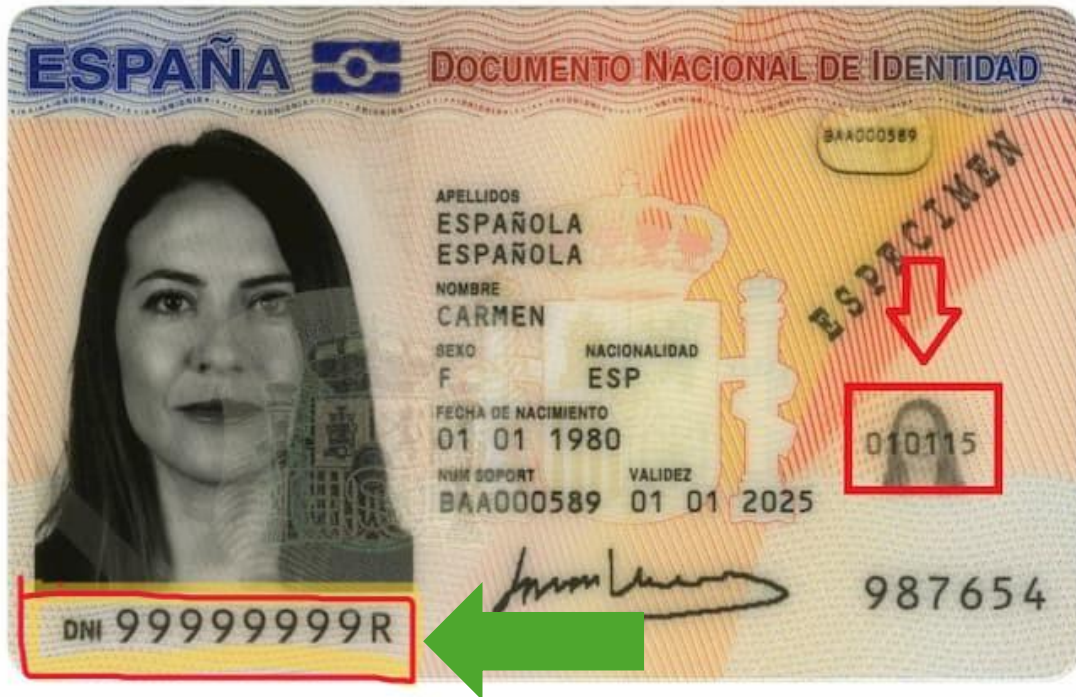 ESPAÑA DOCUMENTO NACIONAL DE IDENTIDAD
BAA000589
ESPECIMEN
APELLIDOS
ESPAÑOLA
ESPAÑOLA
NOMBRE
CARMEN
SEXO NACIONALIDAD
F ESP
FECHA DE NACIMIENTO
01 01 1980
010115
NUM SOPORT VALIDEZ
BAA000589 01 01 2025
987654
DNI 99999999R